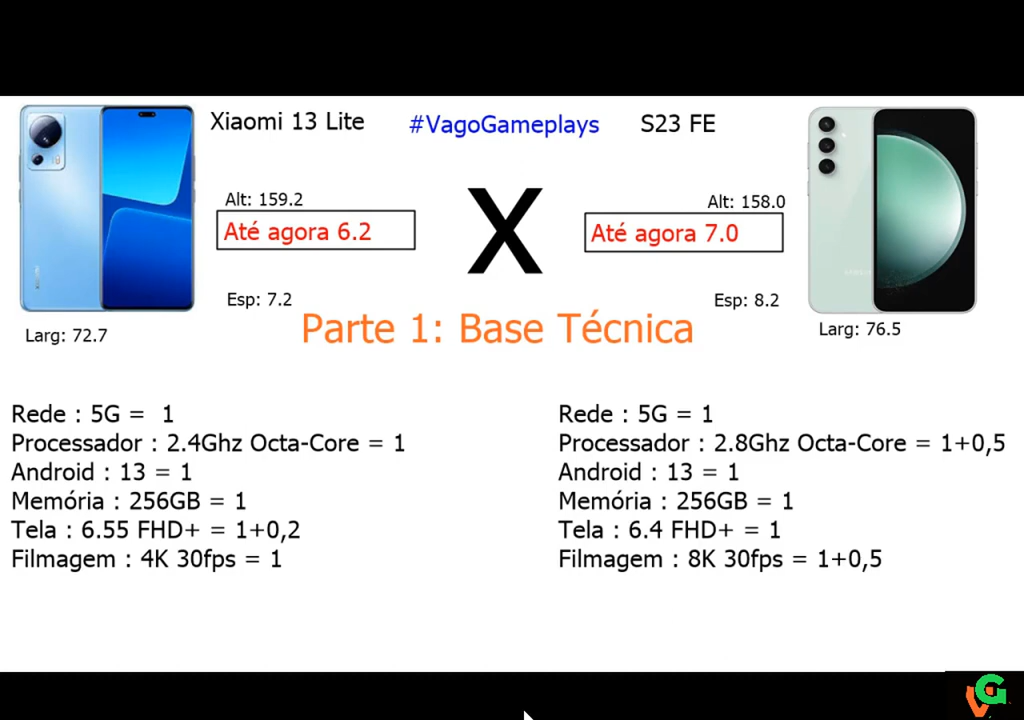 Xiaomi 13 Lite
#VagoGameplays
S23 FE
Alt: 159.2
Alt: 158.0
Até agora 6.2
X
Até agora 7.0
Esp: 7.2
Esp: 8.2
Larg: 72.7
Parte 1: Base Técnica
Larg: 76.5
Rede : 5G =  1
Processador : 2.4Ghz Octa-Core = 1
Android : 13 = 1
Memória : 256GB = 1
Tela : 6.55 FHD+ = 1+0,2
Filmagem : 4K 30fps = 1
Rede : 5G = 1
Processador : 2.8Ghz Octa-Core = 1+0,5
Android : 13 = 1
Memória : 256GB = 1
Tela : 6.4 FHD+ = 1
Filmagem : 8K 30fps = 1+0,5
VG